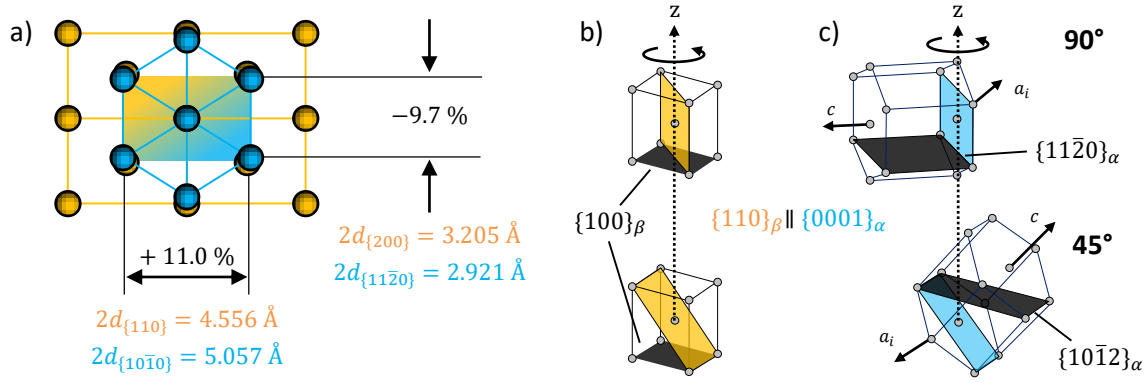 a)
−9.7 %
2d{200} = 3.205 Å
2d{112̄0} = 2.921 Å
+ 11.0 %
2d{110} = 4.556 Å
2d{101̄0} = 5.057 Å
b)
z
{100}β
{110}β ∥ {0001}α
c)
z
90°
aᵢ
c
{112̄0}α
c
45°
aᵢ
{101̄2}α